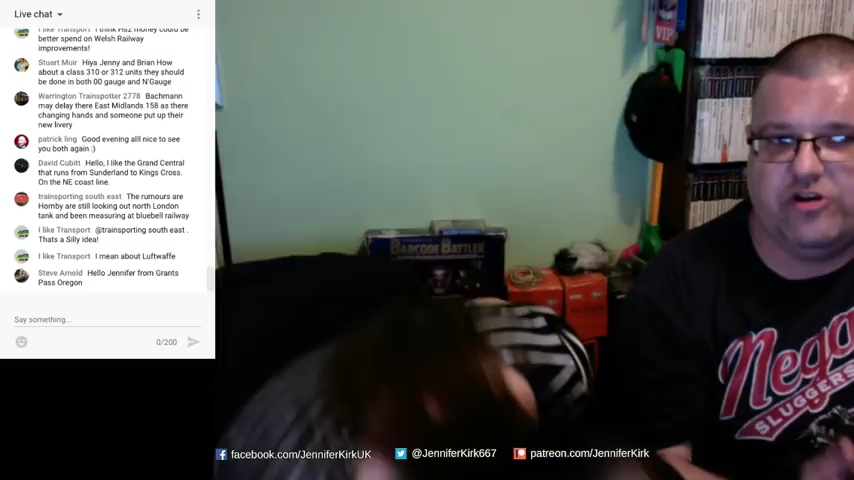 Live chat
I like Transport I think HS2 money could be
better spend on Welsh Railway
improvements!
Stuart Muir Hiya Jenny and Brian How
about a class 310 or 312 units they should
be done in both 00 gauge and N'Gauge
Warrington Trainspotter 2778 Bachmann
may delay there East Midlands 158 as there
changing hands and someone put up their
new livery
patrick ling Good evening alll nice to see
you both again :)
David Cubitt Hello, I like the Grand Central
that runs from Sunderland to Kings Cross.
On the NE coast line.
trainsporting south east The rumours are
Hornby are still looking out north London
tank and been measuring at bluebell railway
I like Transport @trainsporting south east .
Thats a Silly idea!
I like Transport I mean about Luftwaffe
Steve Arnold Hello Jennifer from Grants
Pass Oregon
Say something...
0/200
VIP
BARCODE BATTLER
SLUGGERS
facebook.com/JenniferKirkUK
@JenniferKirk667
patreon.com/JenniferKirk